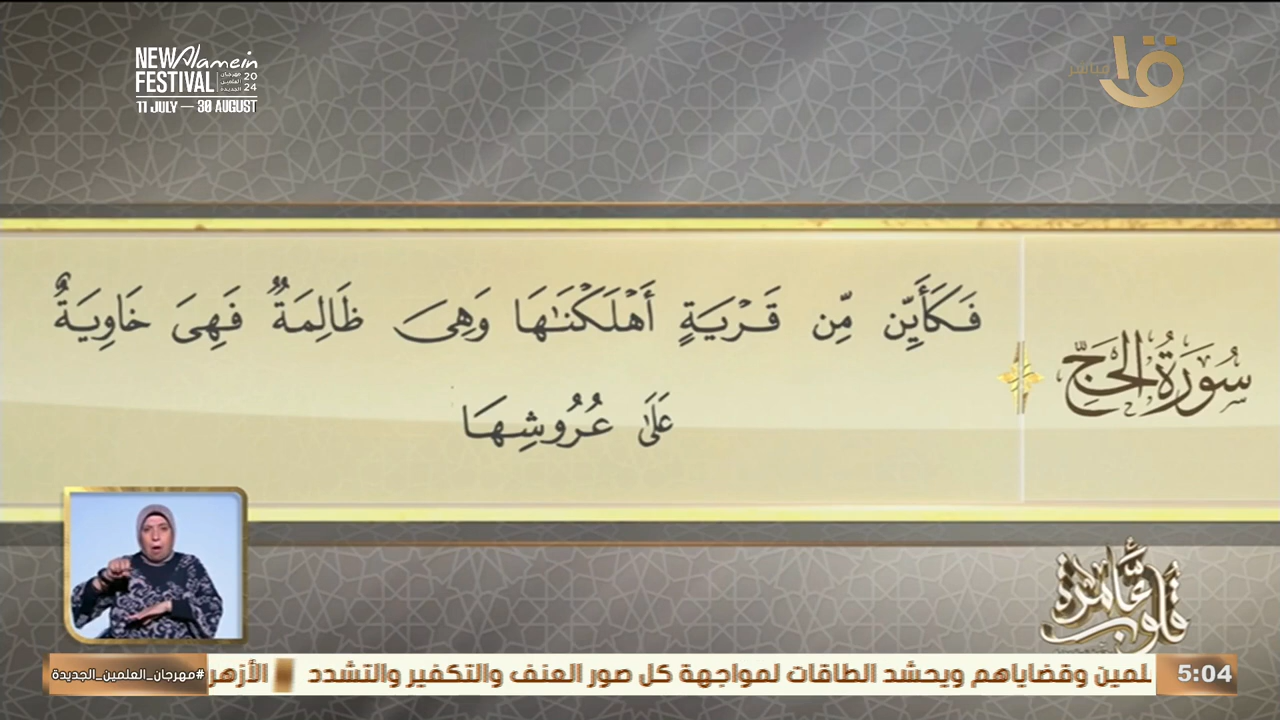 NEW Alamein
FESTIVAL مهرجان العلمين الجديدة 2024
11 JULY — 30 AUGUST
مباشر
سُورَةُ الحَجِّ
فَكَأَيِّن مِّن قَرْيَةٍ أَهْلَكْنَٰهَا وَهِىَ ظَالِمَةٌ فَهِىَ خَاوِيَةٌ
عَلَىٰ عُرُوشِهَا
قلوب عامرة
5:04
لمين وقضاياهم ويحشد الطاقات لمواجهة كل صور العنف والتكفير والتشدد
الأزهر
#مهرجان_العلمين_الجديدة